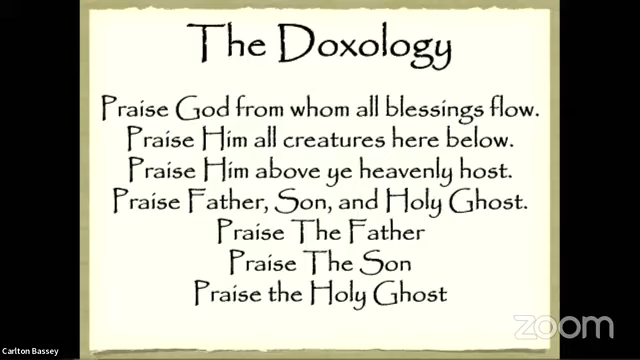 The Doxology
Praise God from whom all blessings flow.
Praise Him all creatures here below.
Praise Him above ye heavenly host.
Praise Father, Son, and Holy Ghost.
Praise The Father
Praise The Son
Praise the Holy Ghost
zoom
Carlton Bassey